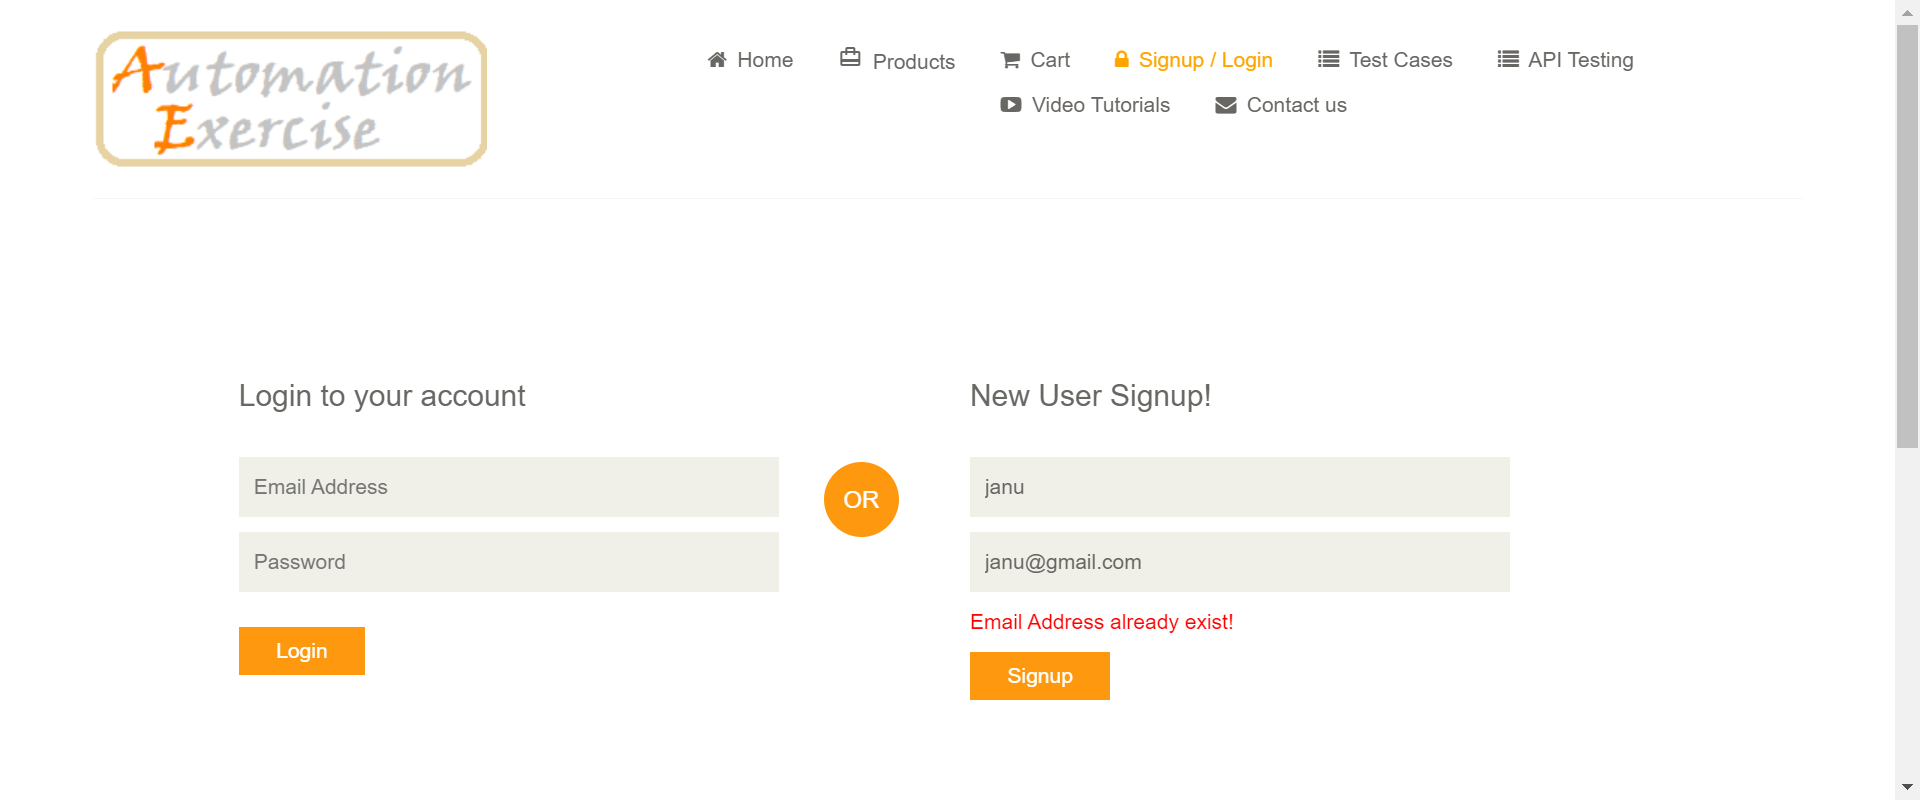 Automation
Exercise
Home Products Cart Signup / Login Test Cases API Testing
Video Tutorials Contact us
Login to your account
Email Address
Password
Login
OR
New User Signup!
janu
janu@gmail.com
Email Address already exist!
Signup